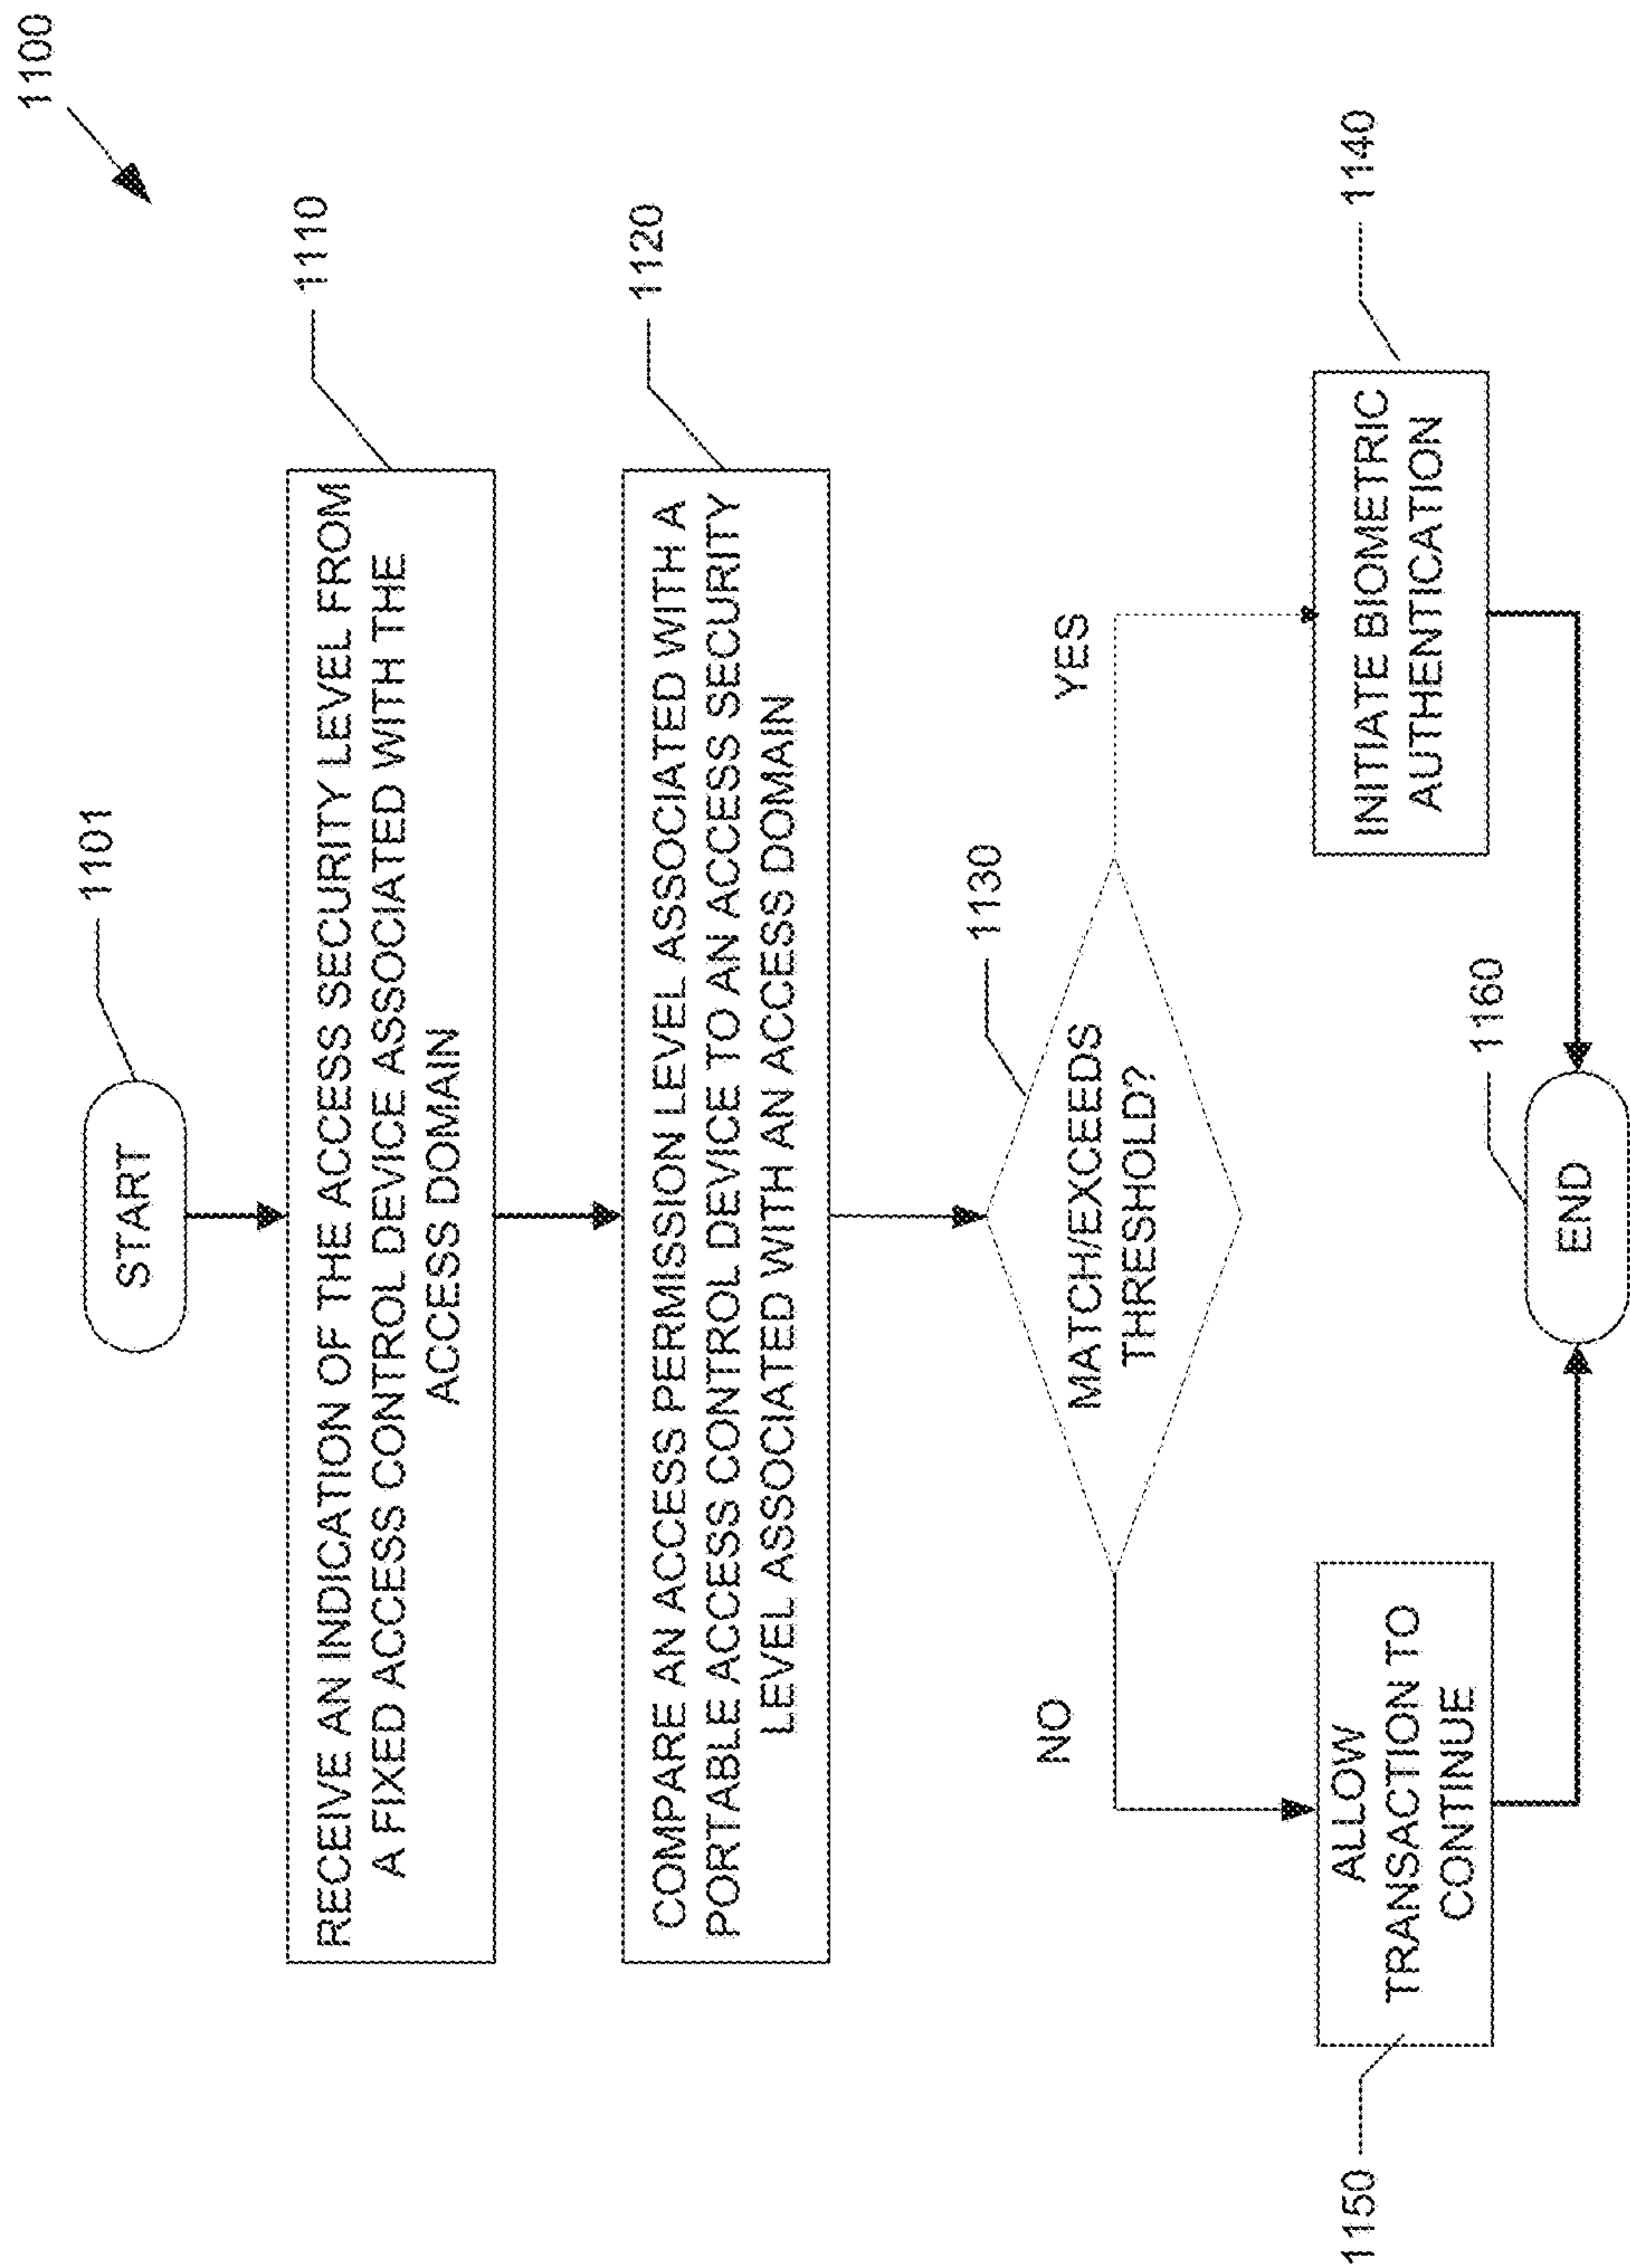 1100
1101
START
1110
RECEIVE AN INDICATION OF THE ACCESS SECURITY LEVEL FROM
A FIXED ACCESS CONTROL DEVICE ASSOCIATED WITH THE
ACCESS DOMAIN
1120
COMPARE AN ACCESS PERMISSION LEVEL ASSOCIATED WITH A
PORTABLE ACCESS CONTROL DEVICE TO AN ACCESS SECURITY
LEVEL ASSOCIATED WITH AN ACCESS DOMAIN
1130
MATCH/EXCEEDS
THRESHOLD?
NO
YES
1150
ALLOW
TRANSACTION TO
CONTINUE
1140
INITIATE BIOMETRIC
AUTHENTICATION
1160
END